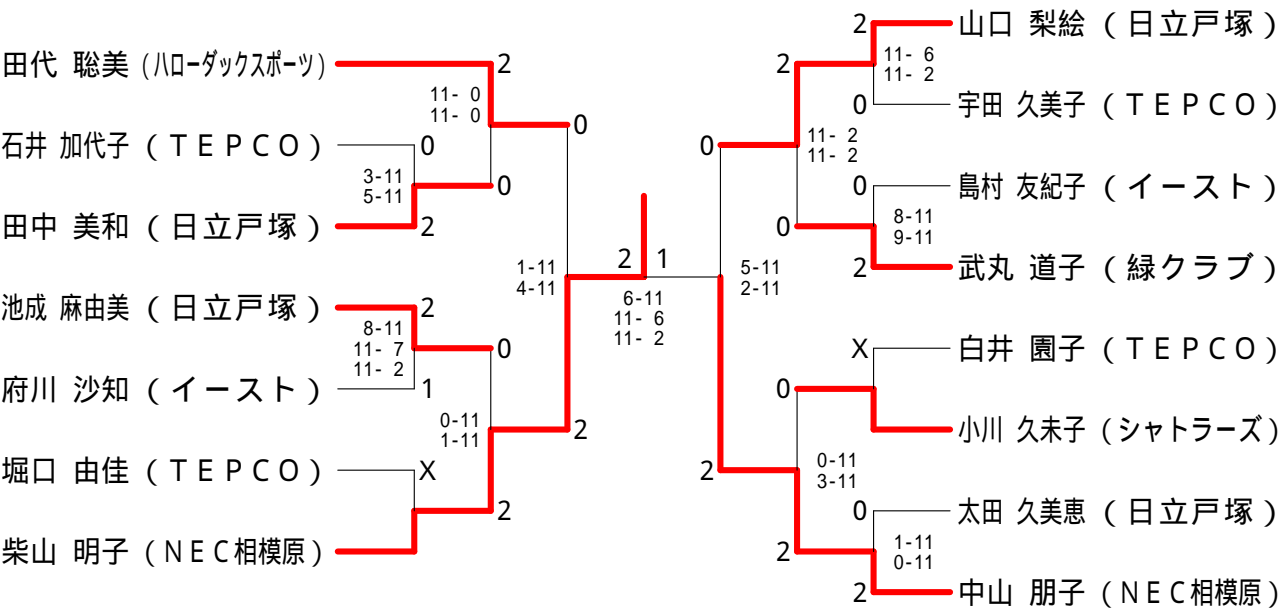 田代 聡美 (ハローダックスポーツ)
2
11- 0
11- 0
0
石井 加代子 (TEPCO)
0
3-11
5-11
0
田中 美和 (日立戸塚)
2
1-11
4-11
池成 麻由美 (日立戸塚)
2
8-11
11- 7
11- 2
0
府川 沙知 (イースト)
1
0-11
1-11
2
堀口 由佳 (TEPCO)
X
2
柴山 明子 (NEC相模原)
2 1
6-11
11- 6
11- 2
2 山口 梨絵 (日立戸塚)
2
11- 6
11- 2
0 宇田 久美子 (TEPCO)
0
11- 2
11- 2
0 島村 友紀子 (イースト)
0
8-11
9-11
2 武丸 道子 (緑クラブ)
5-11
2-11
X 白井 園子 (TEPCO)
0
小川 久未子 (シャトラーズ)
2
0-11
3-11
0 太田 久美恵 (日立戸塚)
2
1-11
0-11
2 中山 朋子 (NEC相模原)